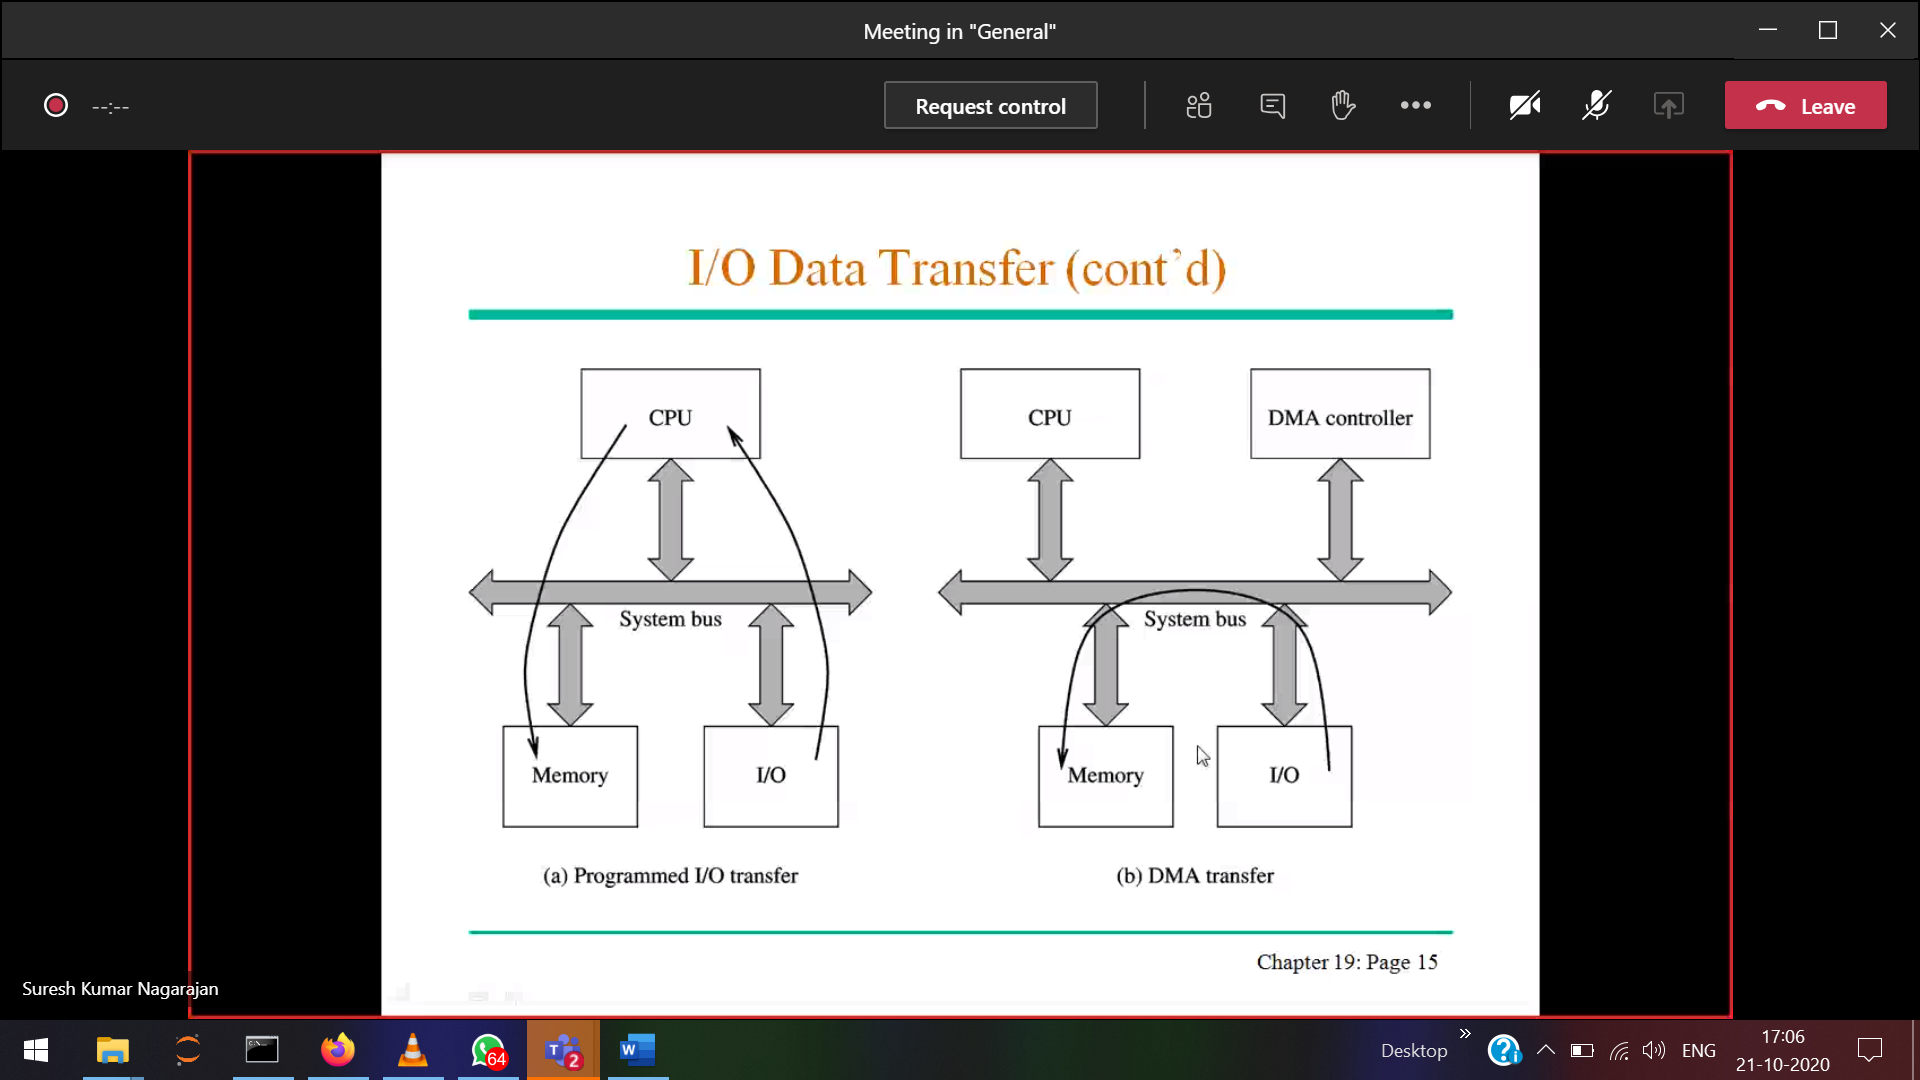 Meeting in "General"
--:--
Request control
Leave
I/O Data Transfer (cont’d)
CPU
CPU
DMA controller
System bus
System bus
Memory
I/O
Memory
I/O
(a) Programmed I/O transfer
(b) DMA transfer
Chapter 19: Page 15
Suresh Kumar Nagarajan
64
T
2
W
Desktop
ENG
17:06
21-10-2020